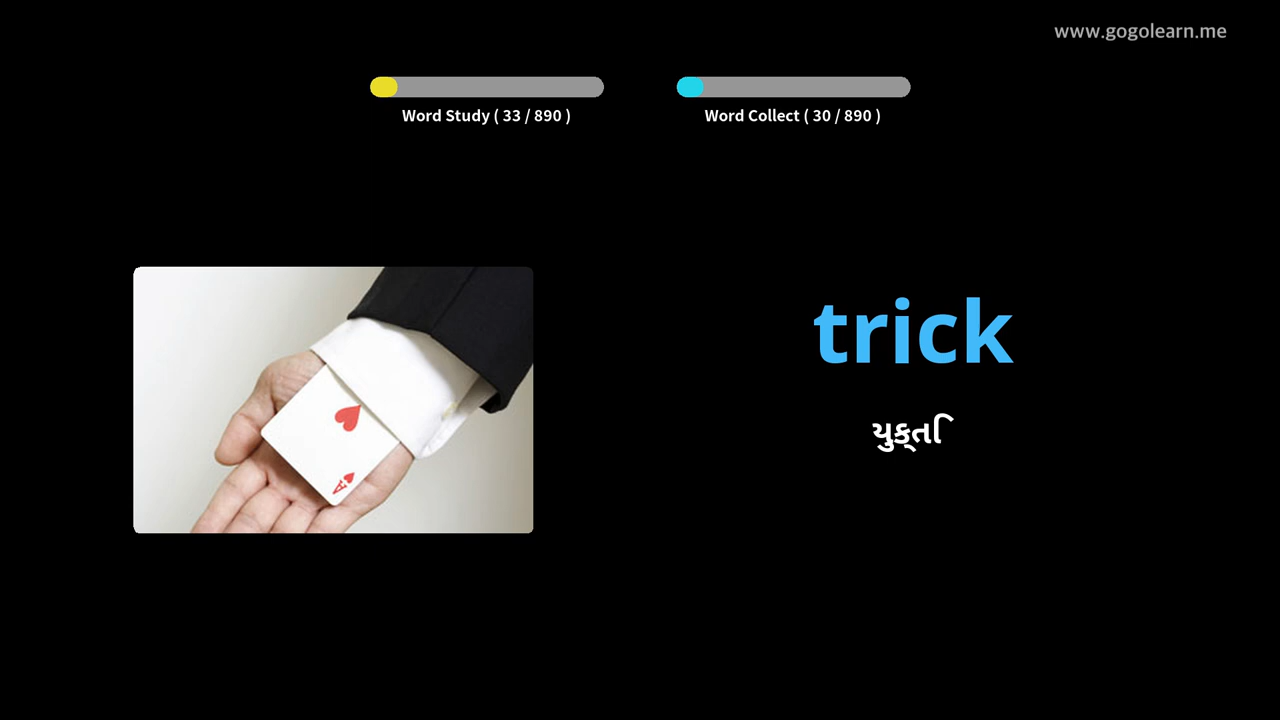 www.gogolearn.me
Word Study ( 33 / 890 )
Word Collect ( 30 / 890 )
trick
યુક્તિ
A